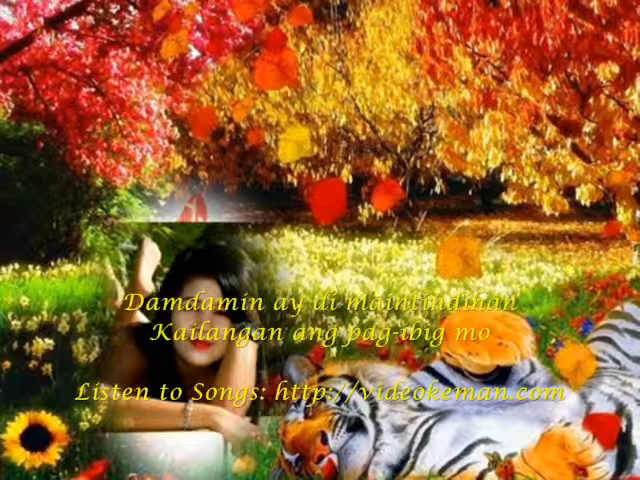 Damdamin ay di maintindihan
Kailangan ang pag-ibig mo
Listen to Songs: http://videokeman.com